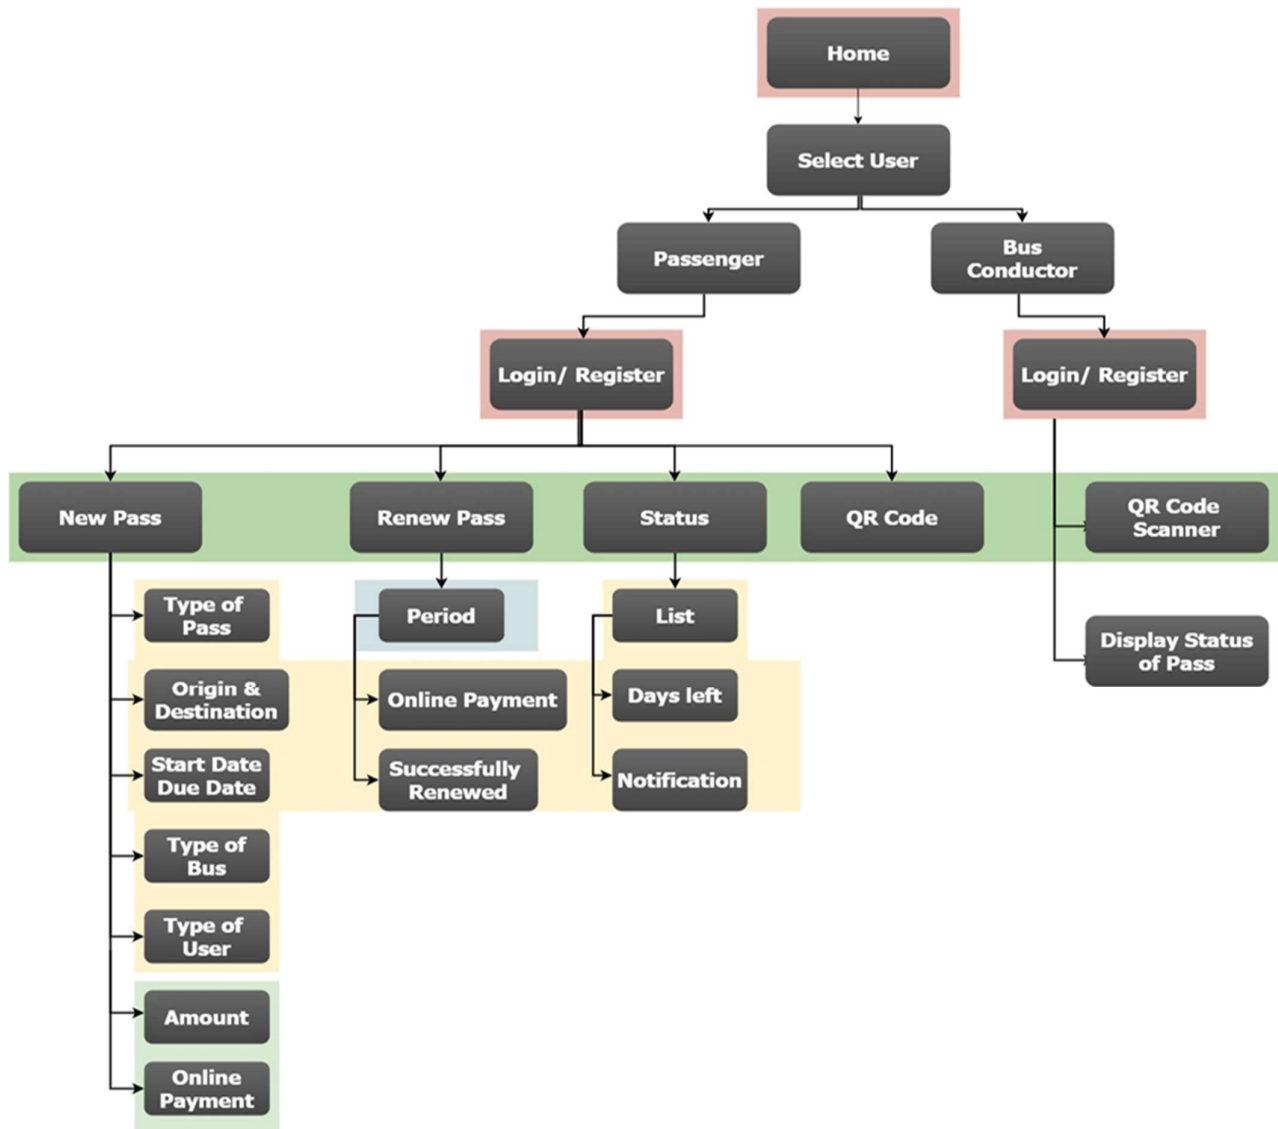 Home
Select User
Passenger
Bus
Conductor
Login/ Register
Login/ Register
New Pass
Renew Pass
Status
QR Code
QR Code
Scanner
Type of
Pass
Origin &
Destination
Start Date
Due Date
Type of
Bus
Type of
User
Amount
Online
Payment
Period
Online Payment
Successfully
Renewed
List
Days left
Notification
Display Status
of Pass